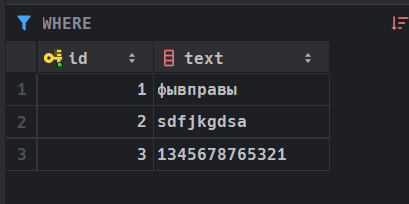 WHERE
id text
1 1 фывправы
2 2 sdfjkgdsa
3 3 1345678765321